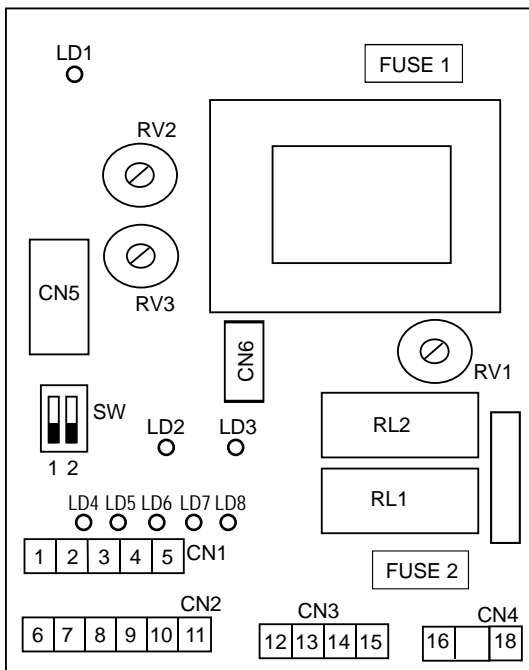 LD1
FUSE 1
RV2
CN5
RV3
CN6
RV1
SW
1 2
LD2
LD3
RL2
LD4 LD5 LD6 LD7 LD8
RL1
1 2 3 4 5 CN1
FUSE 2
CN2
CN3
CN4
6 7 8 9 10 11
12 13 14 15
16 18